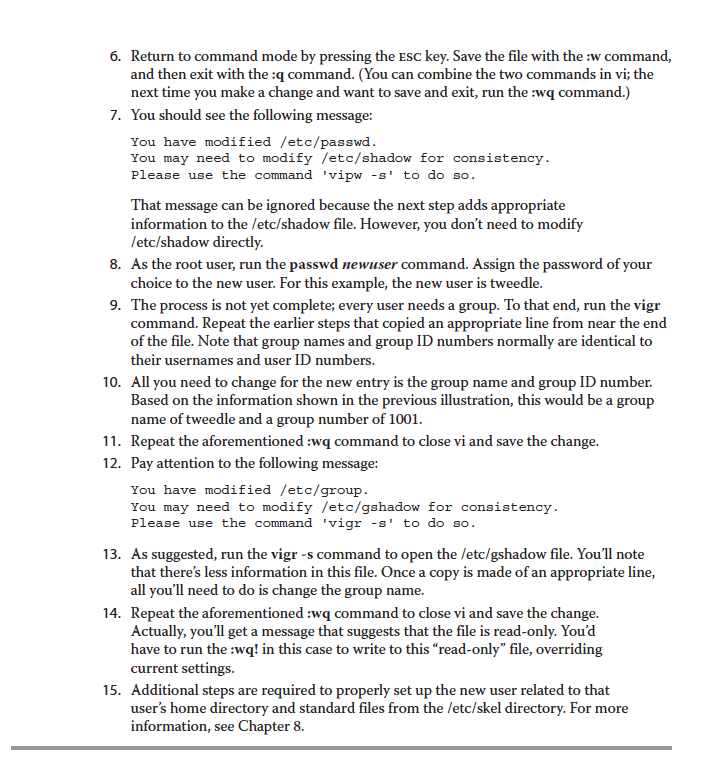 6. Return to command mode by pressing the ESC key. Save the file with the :w command,
and then exit with the :q command. (You can combine the two commands in vi; the
next time you make a change and want to save and exit, run the :wq command.)
7. You should see the following message:
You have modified /etc/passwd.
You may need to modify /etc/shadow for consistency.
Please use the command 'vipw -s' to do so.
That message can be ignored because the next step adds appropriate
information to the /etc/shadow file. However, you don't need to modify
/etc/shadow directly.
8. As the root user, run the passwd newuser command. Assign the password of your
choice to the new user. For this example, the new user is tweedle.
9. The process is not yet complete; every user needs a group. To that end, run the vigr
command. Repeat the earlier steps that copied an appropriate line from near the end
of the file. Note that group names and group ID numbers normally are identical to
their usernames and user ID numbers.
10. All you need to change for the new entry is the group name and group ID number.
Based on the information shown in the previous illustration, this would be a group
name of tweedle and a group number of 1001.
11. Repeat the aforementioned :wq command to close vi and save the change.
12. Pay attention to the following message:
You have modified /etc/group.
You may need to modify /etc/gshadow for consistency.
Please use the command 'vigr -s' to do so.
13. As suggested, run the vigr -s command to open the /etc/gshadow file. You'll note
that there's less information in this file. Once a copy is made of an appropriate line,
all you'll need to do is change the group name.
14. Repeat the aforementioned :wq command to close vi and save the change.
Actually, you'll get a message that suggests that the file is read-only. You'd
have to run the :wq! in this case to write to this “read-only” file, overriding
current settings.
15. Additional steps are required to properly set up the new user related to that
user's home directory and standard files from the /etc/skel directory. For more
information, see Chapter 8.